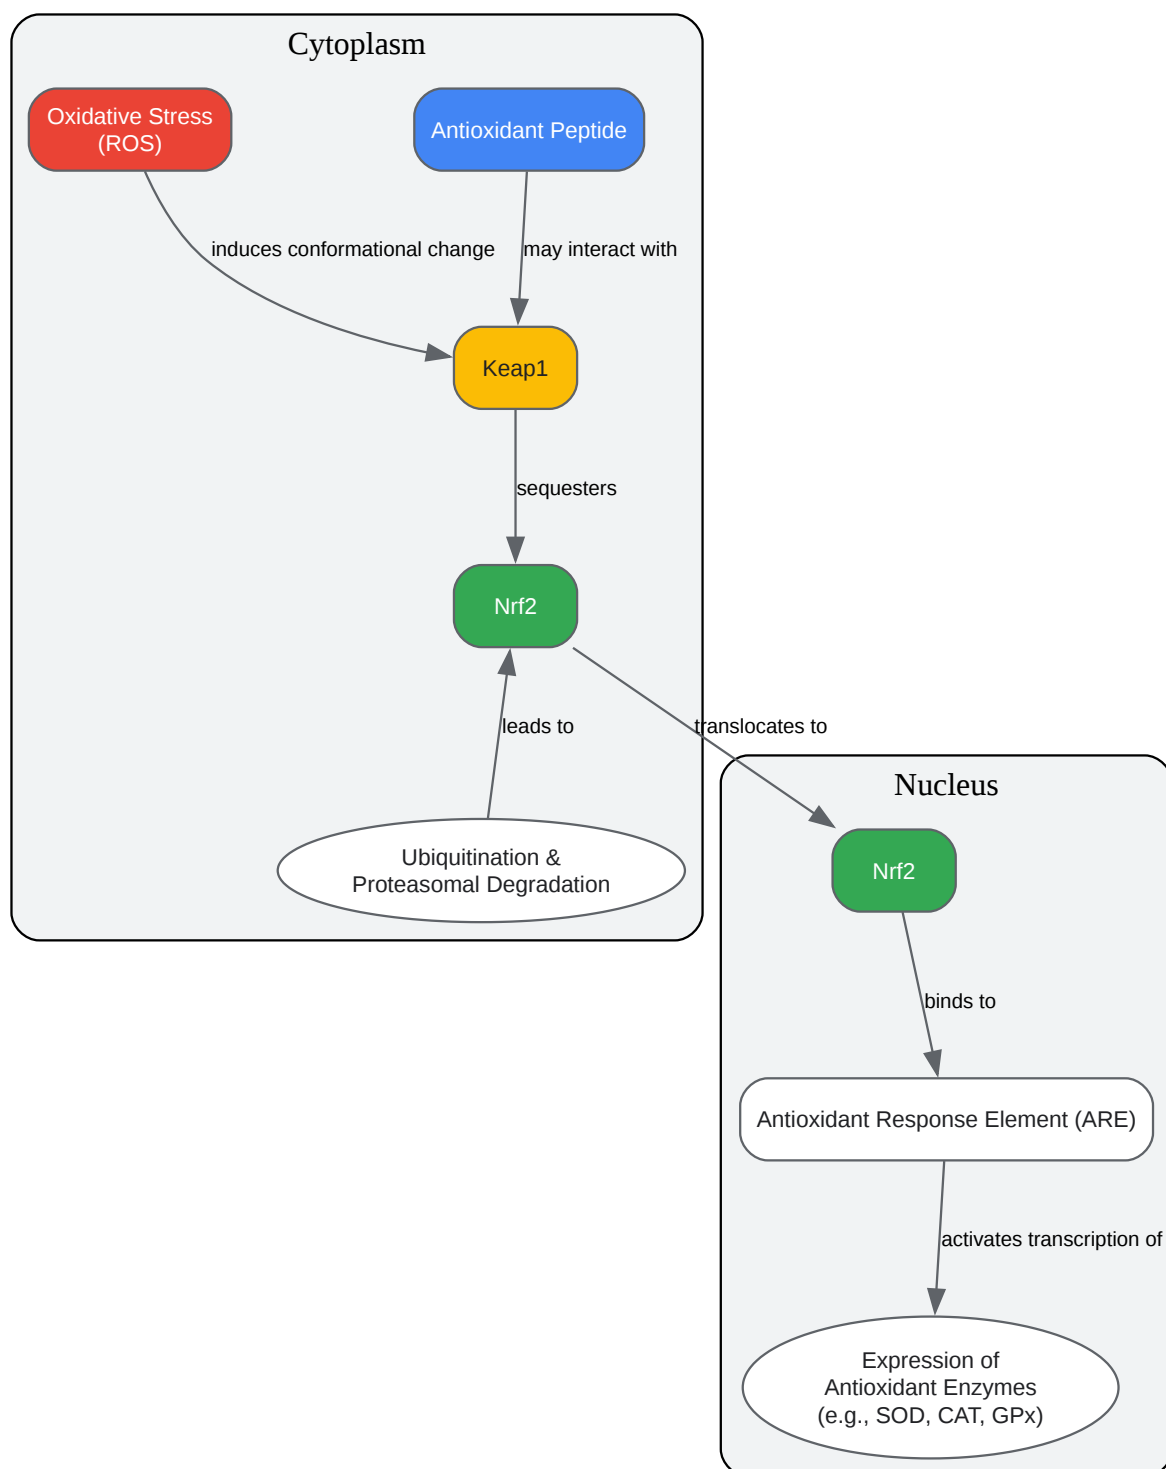 Cytoplasm
Oxidative Stress
(ROS)
Antioxidant Peptide
induces conformational change
may interact with
Keap1
sequesters
Nrf2
leads to
translocates to
Ubiquitination &
Proteasomal Degradation
Nucleus
Nrf2
binds to
Antioxidant Response Element (ARE)
activates transcription of
Expression of
Antioxidant Enzymes
(e.g., SOD, CAT, GPx)